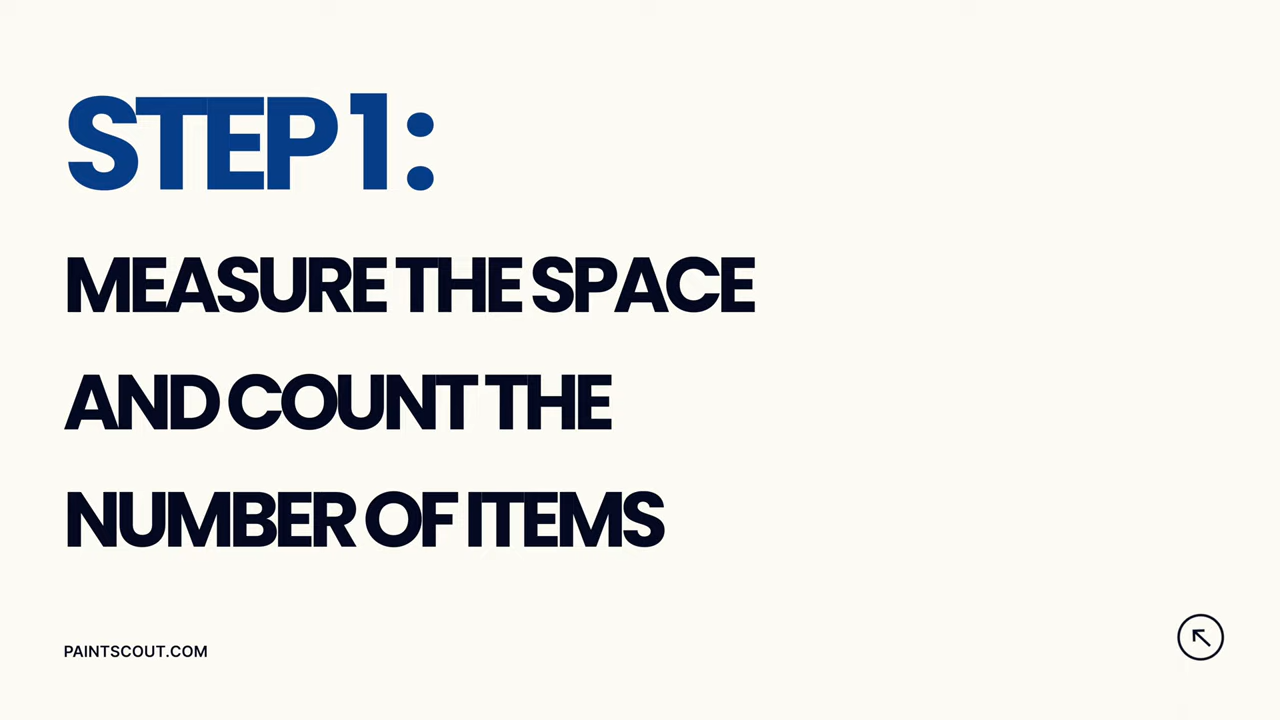 STEP 1:
MEASURE THE SPACE
AND COUNT THE
NUMBER OF ITEMS
PAINTSCOUT.COM